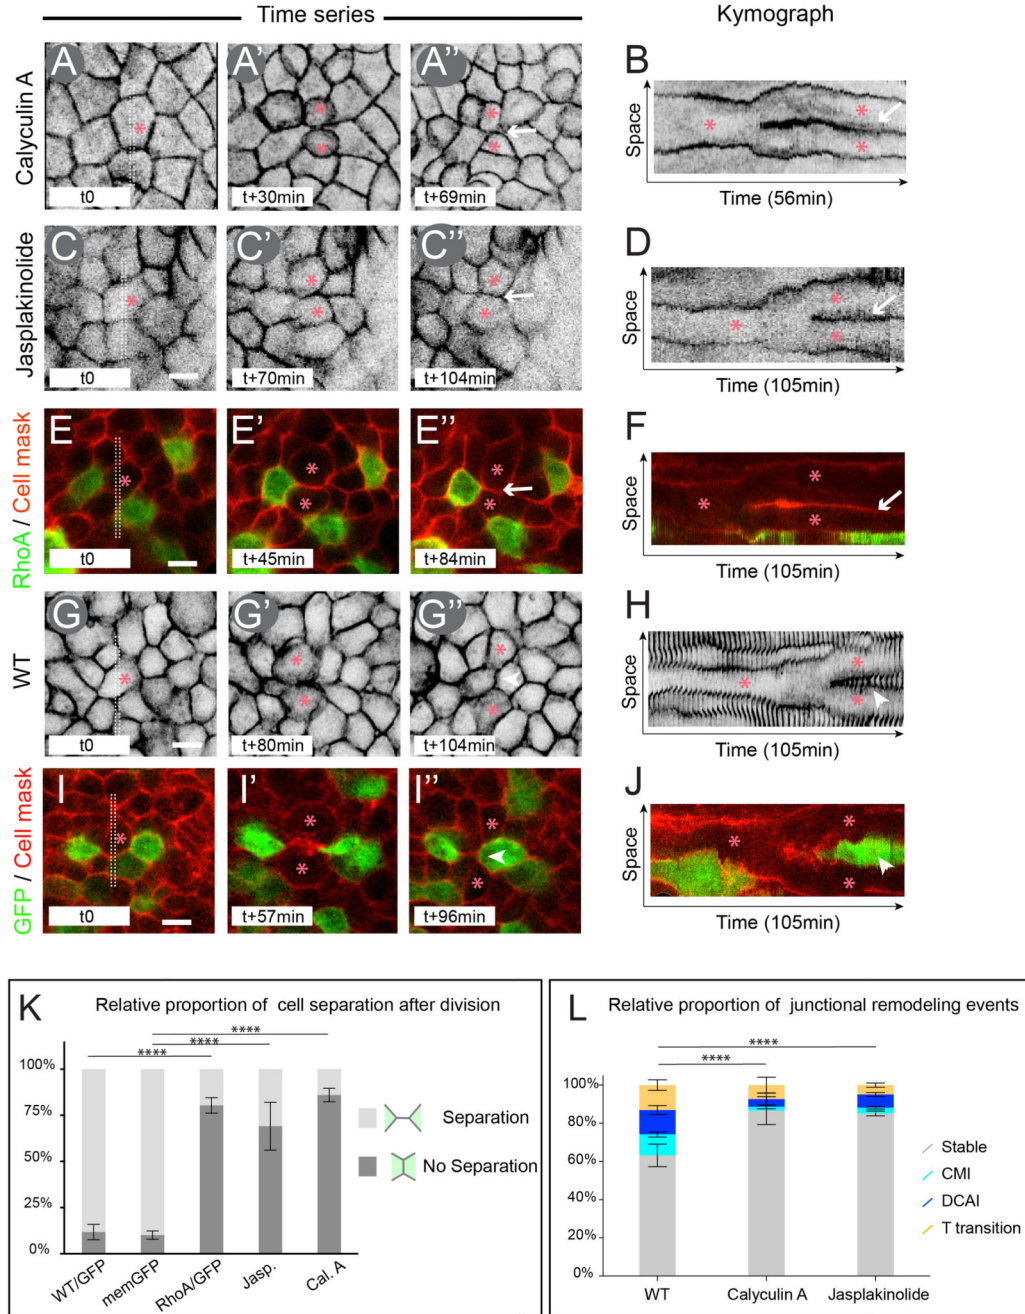 Time series
Kymograph
Calyculin A
A
t0
A’
t+30min
A’’
t+69min
B
Space
Time (56min)
Jasplakinolide
C
t0
C’
t+70min
C’’
t+104min
D
Space
Time (105min)
RhoA / Cell mask
E
t0
E’
t+45min
E’’
t+84min
F
Space
Time (105min)
WT
G
t0
G’
t+80min
G’’
t+104min
H
Space
Time (105min)
GFP / Cell mask
I
t0
I’
t+57min
I’’
t+96min
J
Space
Time (105min)
K
Relative proportion of cell separation after division
****
****
****
100%
75%
50%
25%
0%
WT/GFP
memGFP
RhoA/GFP
Jasp.
Cal. A
Separation
No Separation
L
Relative proportion of junctional remodeling events
****
****
100%
80%
60%
40%
20%
0%
WT
Calyculin A
Jasplakinolide
Stable
CMI
DCAI
T transition